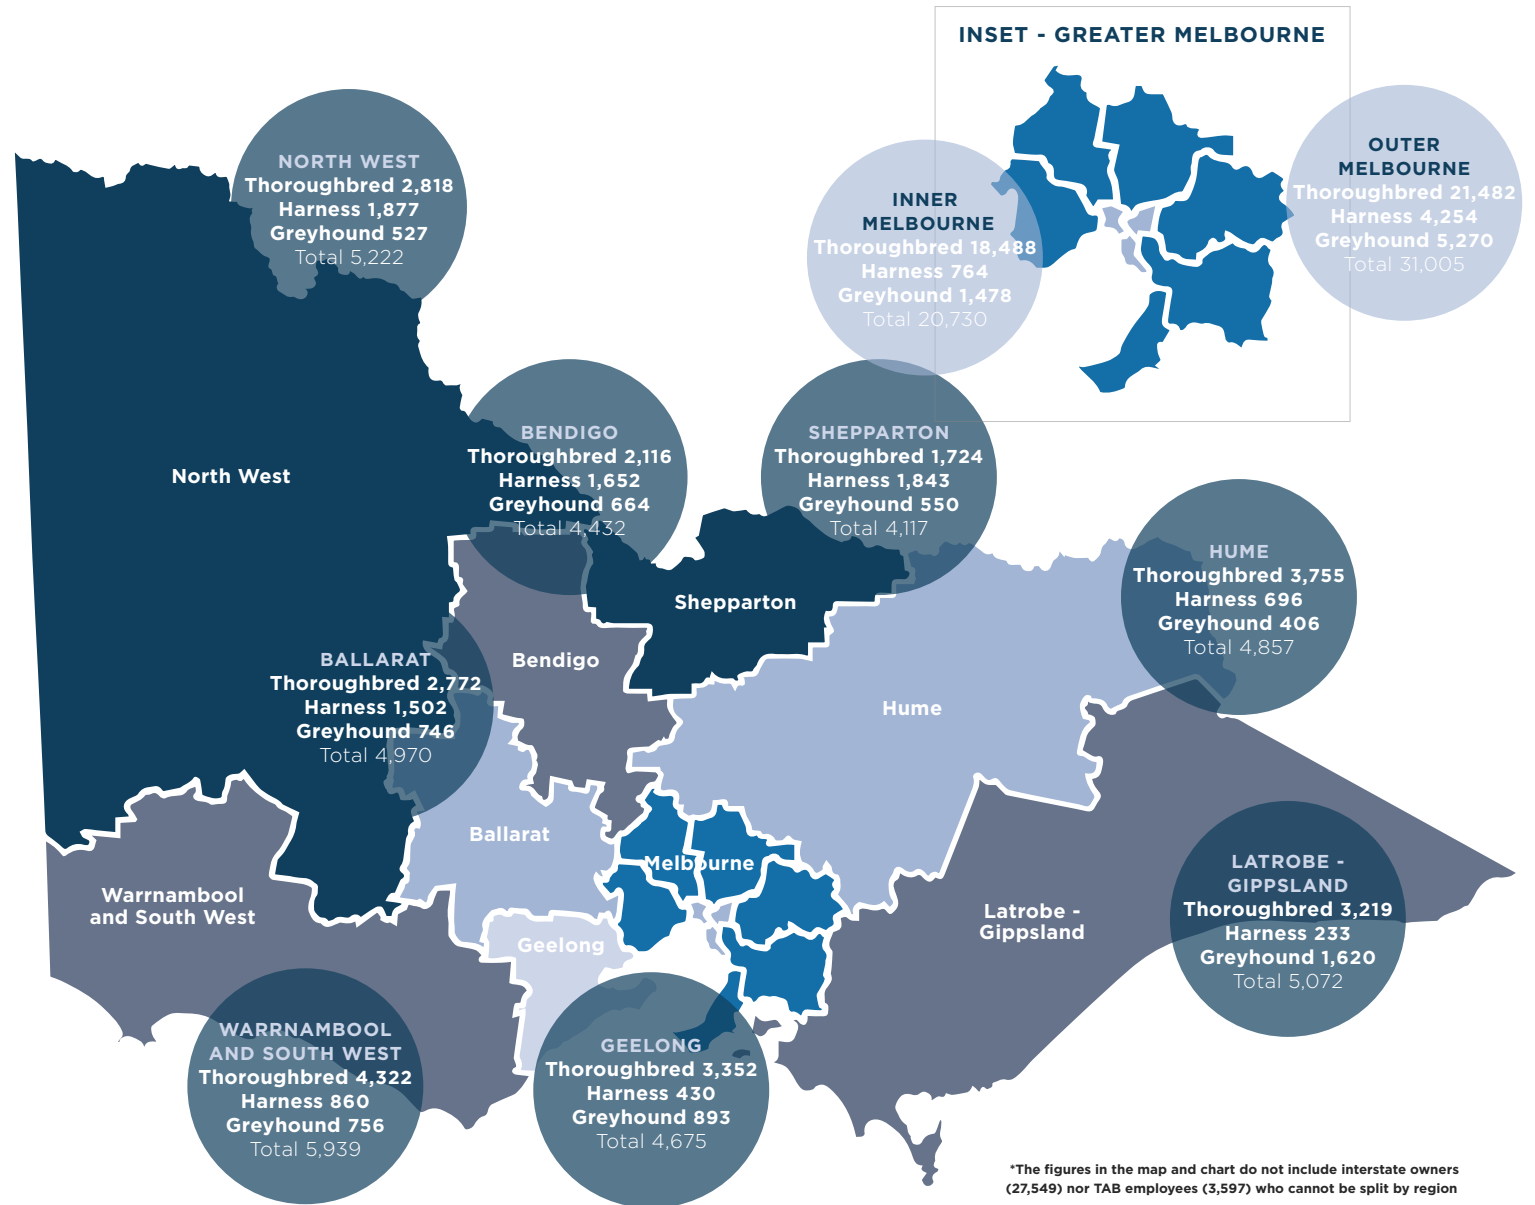 INSET - GREATER MELBOURNE
NORTH WEST
Thoroughbred 2,818
Harness 1,877
Greyhound 527
Total 5,222
INNER
MELBOURNE
Thoroughbred 18,488
Harness 764
Greyhound 1,478
Total 20,730
OUTER
MELBOURNE
Thoroughbred 21,482
Harness 4,254
Greyhound 5,270
Total 31,005
BENDIGO
Thoroughbred 2,116
Harness 1,652
Greyhound 664
Total 4,432
SHEPPARTON
Thoroughbred 1,724
Harness 1,843
Greyhound 550
Total 4,117
HUME
Thoroughbred 3,755
Harness 696
Greyhound 406
Total 4,857
North West
Shepparton
Bendigo
Hume
BALLARAT
Thoroughbred 2,772
Harness 1,502
Greyhound 746
Total 4,970
Ballarat
Melbourne
Warrnambool
and South West
Geelong
Latrobe -
Gippsland
LATROBE -
GIPPSLAND
Thoroughbred 3,219
Harness 233
Greyhound 1,620
Total 5,072
WARRNAMBOOL
AND SOUTH WEST
Thoroughbred 4,322
Harness 860
Greyhound 756
Total 5,939
GEELONG
Thoroughbred 3,352
Harness 430
Greyhound 893
Total 4,675
*The figures in the map and chart do not include interstate owners
(27,549) nor TAB employees (3,597) who cannot be split by region